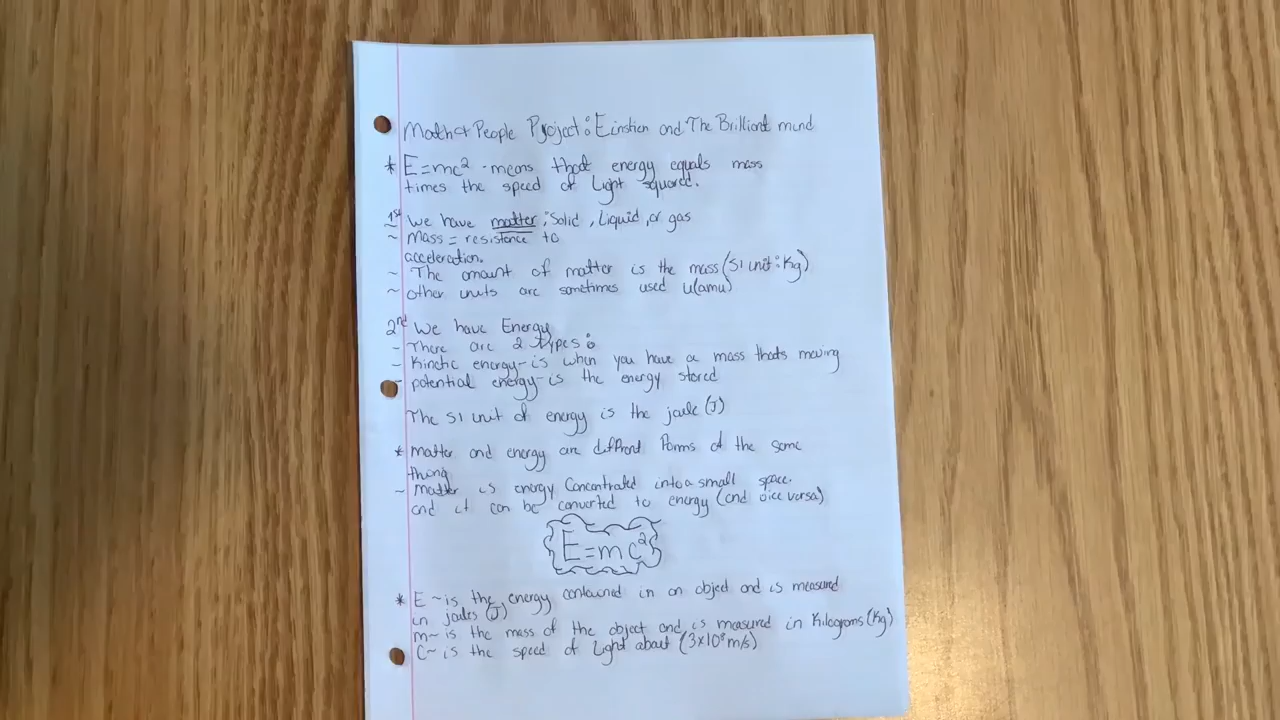 Math of People Project: Einstien and The Brilliant mind
* E=mc² - means that energy equals mass
times the speed of Light squared.
1st We have matter: Solid, Liquid, or gas
~ Mass = resistance to
acceleration.
~ The amount of matter is the mass (SI unit: Kg)
~ other units are sometimes used u(amu)
2nd We have Energy
- There are 2 Types:
- Kinetic energy - is when you have a mass thats moving
- potential energy - is the energy stored
The SI unit of energy is the joule (J)
* matter and energy are diffrent Forms of the same
thing
~ Matter is energy Concentrated into a small space.
and it can be converted to energy (and vice versa)
E=mc²
* E ~ is the energy contained in an object and is measured
in joules (J)
m ~ is the mass of the object and is measured in Kilograms (Kg)
C ~ is the speed of Light about (3x10⁸ m/s)